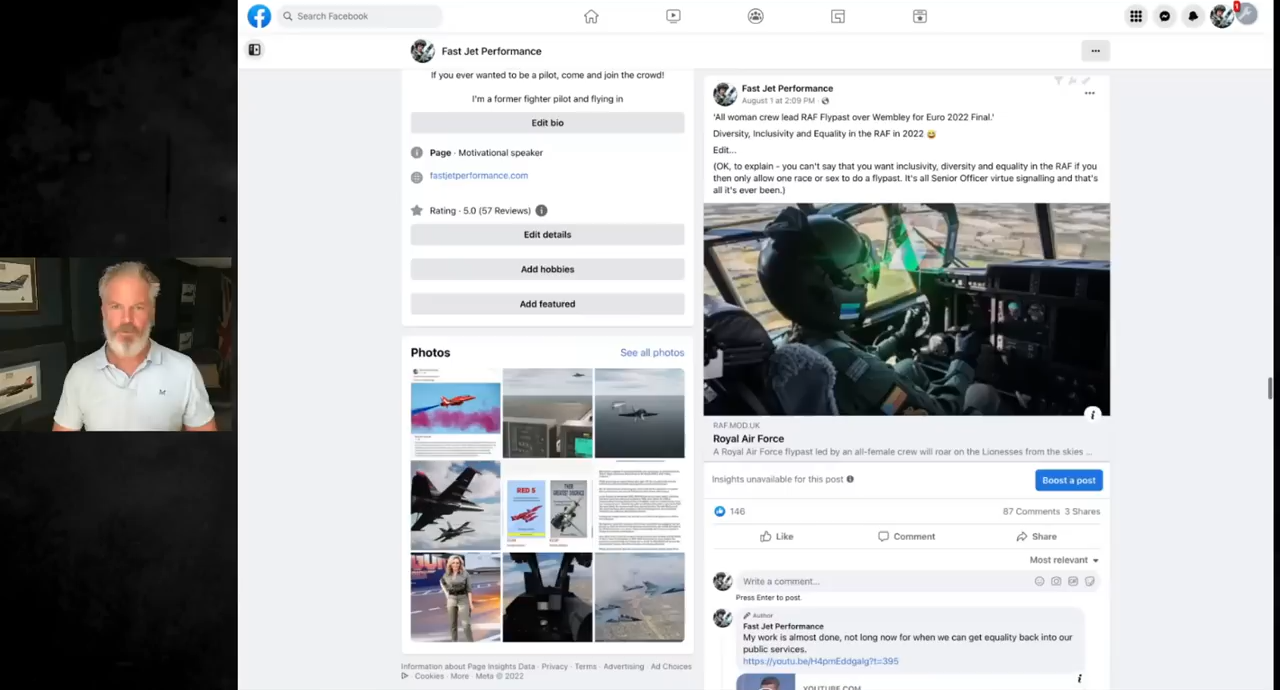 Search Facebook
1
Fast Jet Performance
If you ever wanted to be a pilot, come and join the crowd!
I'm a former fighter pilot and flying in
Edit bio
Page · Motivational speaker
fastjetperformance.com
Rating · 5.0 (57 Reviews)
Edit details
Add hobbies
Add featured
Photos
See all photos
RED 5
Information about Page Insights Data · Privacy · Terms · Advertising · Ad Choices
Cookies · More · Meta © 2022
Fast Jet Performance
August 1 at 2:09 PM ·
'All woman crew lead RAF Flypast over Wembley for Euro 2022 Final.'
Diversity, Inclusivity and Equality in the RAF in 2022 😄
Edit...
(OK, to explain - you can't say that you want inclusivity, diversity and equality in the RAF if you
then only allow one race or sex to do a flypast. It's all Senior Officer virtue signalling and that's
all it's ever been.)
RAF.MOD.UK
Royal Air Force
A Royal Air Force flypast led by an all-female crew will roar on the Lionesses from the skies ...
Insights unavailable for this post
Boost a post
146
87 Comments 3 Shares
Like
Comment
Share
Most relevant
Write a comment...
Press Enter to post.
Author
Fast Jet Performance
My work is almost done, not long now for when we can get equality back into our
public services.
https://youtu.be/H4pmEddgaIg?t=395
YOUTUBE.COM